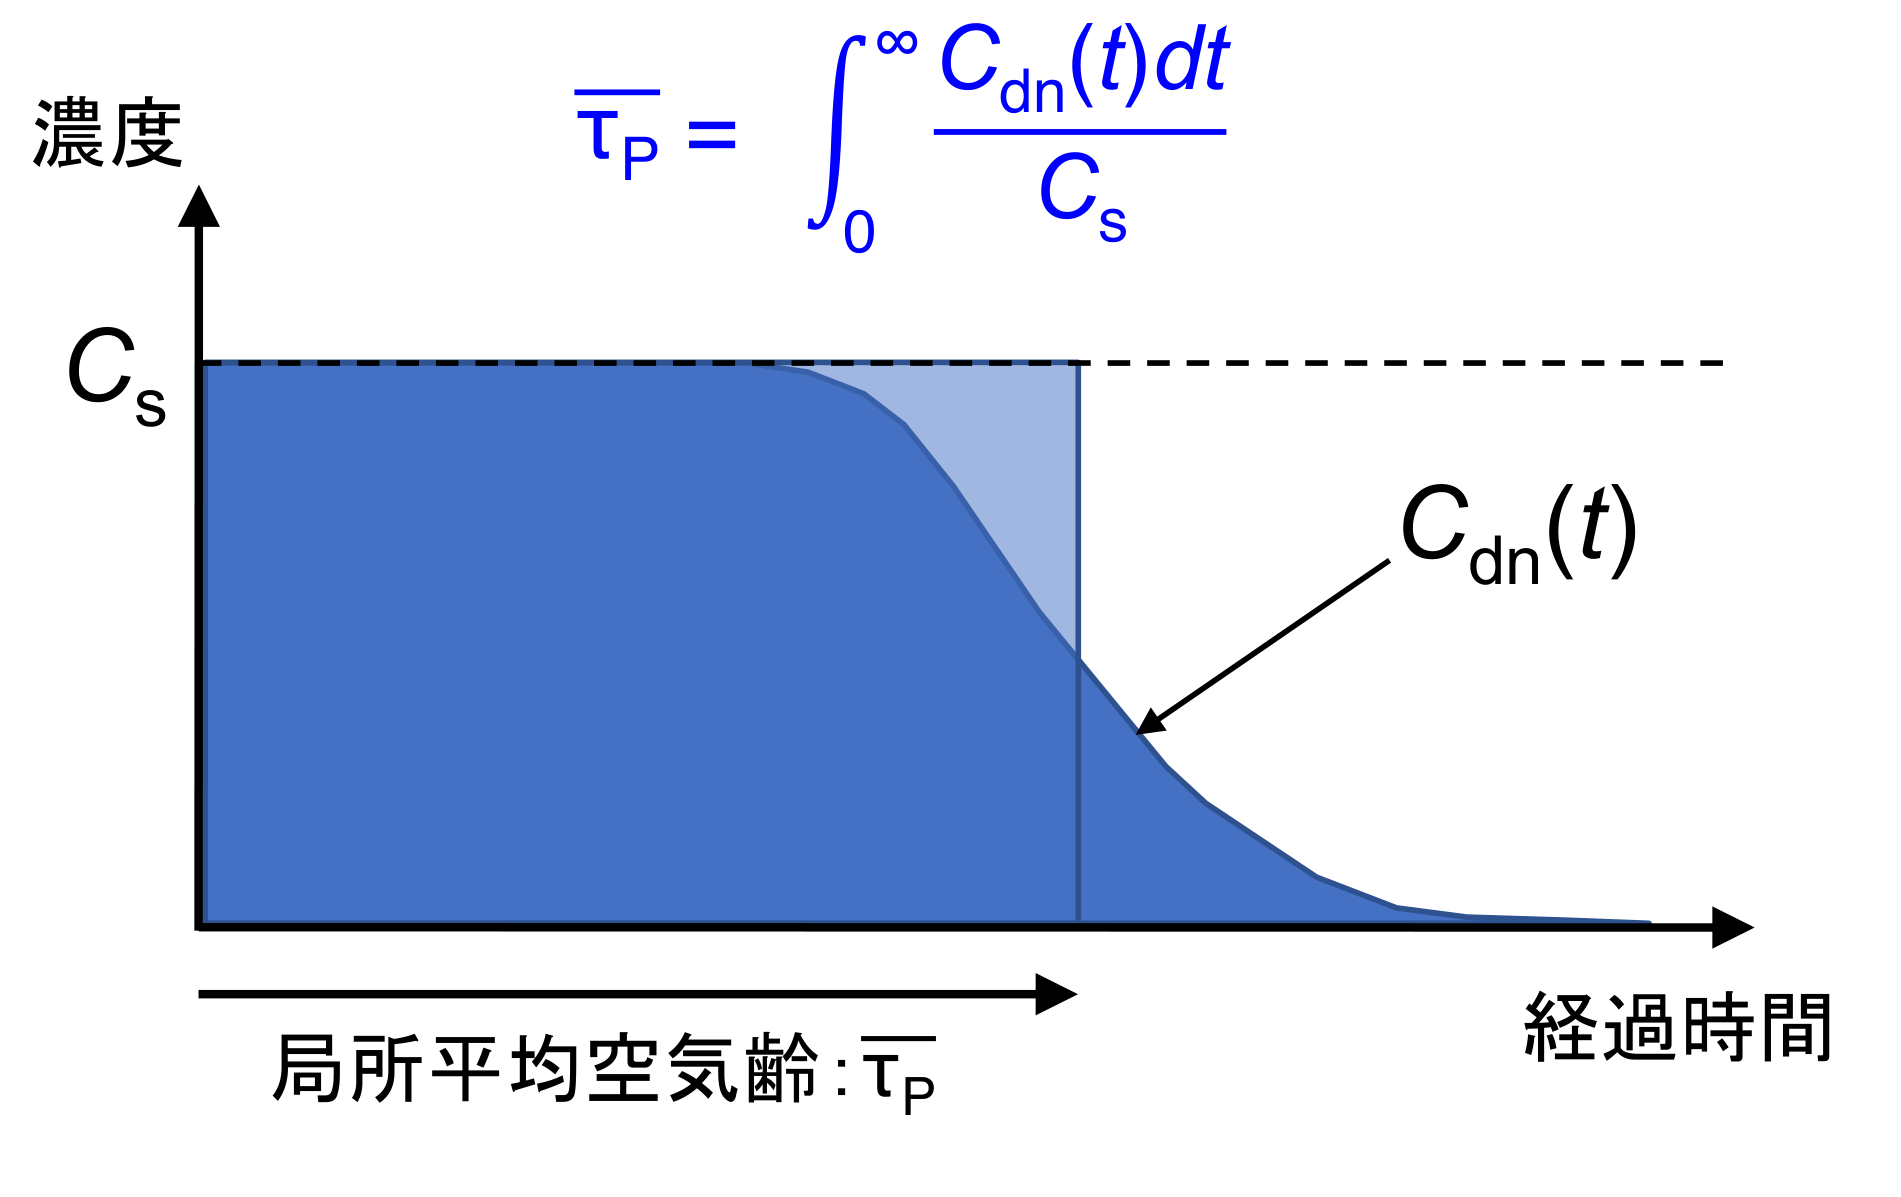 τ̅P = ∫0∞ Cdn(t)dt / Cs
濃度
Cs
Cdn(t)
経過時間
局所平均空気齢:τ̅P